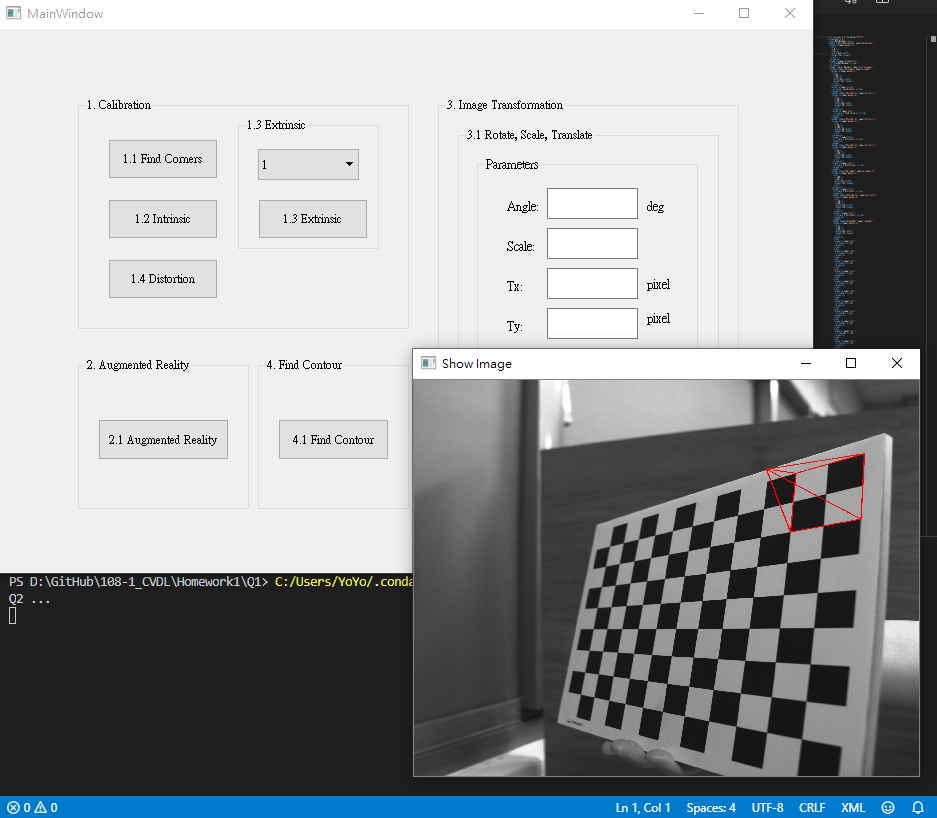 MainWindow
1. Calibration
1.1 Find Corners
1.2 Intrinsic
1.4 Distortion
1.3 Extrinsic
1
1.3 Extrinsic
3. Image Transformation
3.1 Rotate, Scale, Translate
Parameters
Angle:
deg
Scale:
Tx:
pixel
Ty:
pixel
2. Augmented Reality
2.1 Augmented Reality
4. Find Contour
4.1 Find Contour
Show Image
PS D:\GitHub\108-1_CVDL\Homework1\Q1> C:/Users/YoYo/.conda
Q2 ...
0 0
Ln 1, Col 1 Spaces: 4 UTF-8 CRLF XML